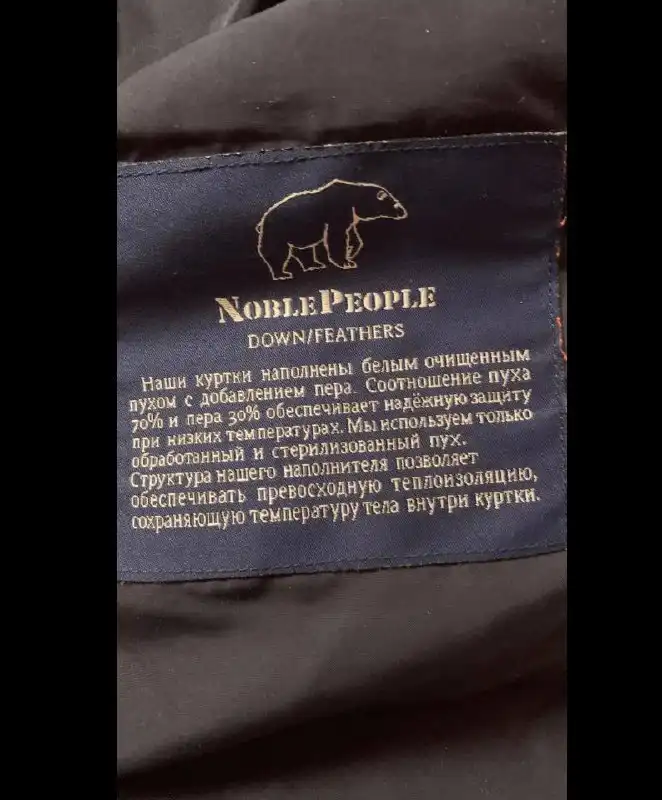 NOBLEPEOPLE
DOWN/FEATHERS
Наши куртки наполнены белым очищенным
пухом с добавлением пера. Соотношение пуха
70% и пера 30% обеспечивает надёжную защиту
при низких температурах. Мы используем только
обработанный и стерилизованный пух.
Структура нашего наполнителя позволяет
обеспечивать превосходную теплоизоляцию,
сохраняющую температуру тела внутри куртки.